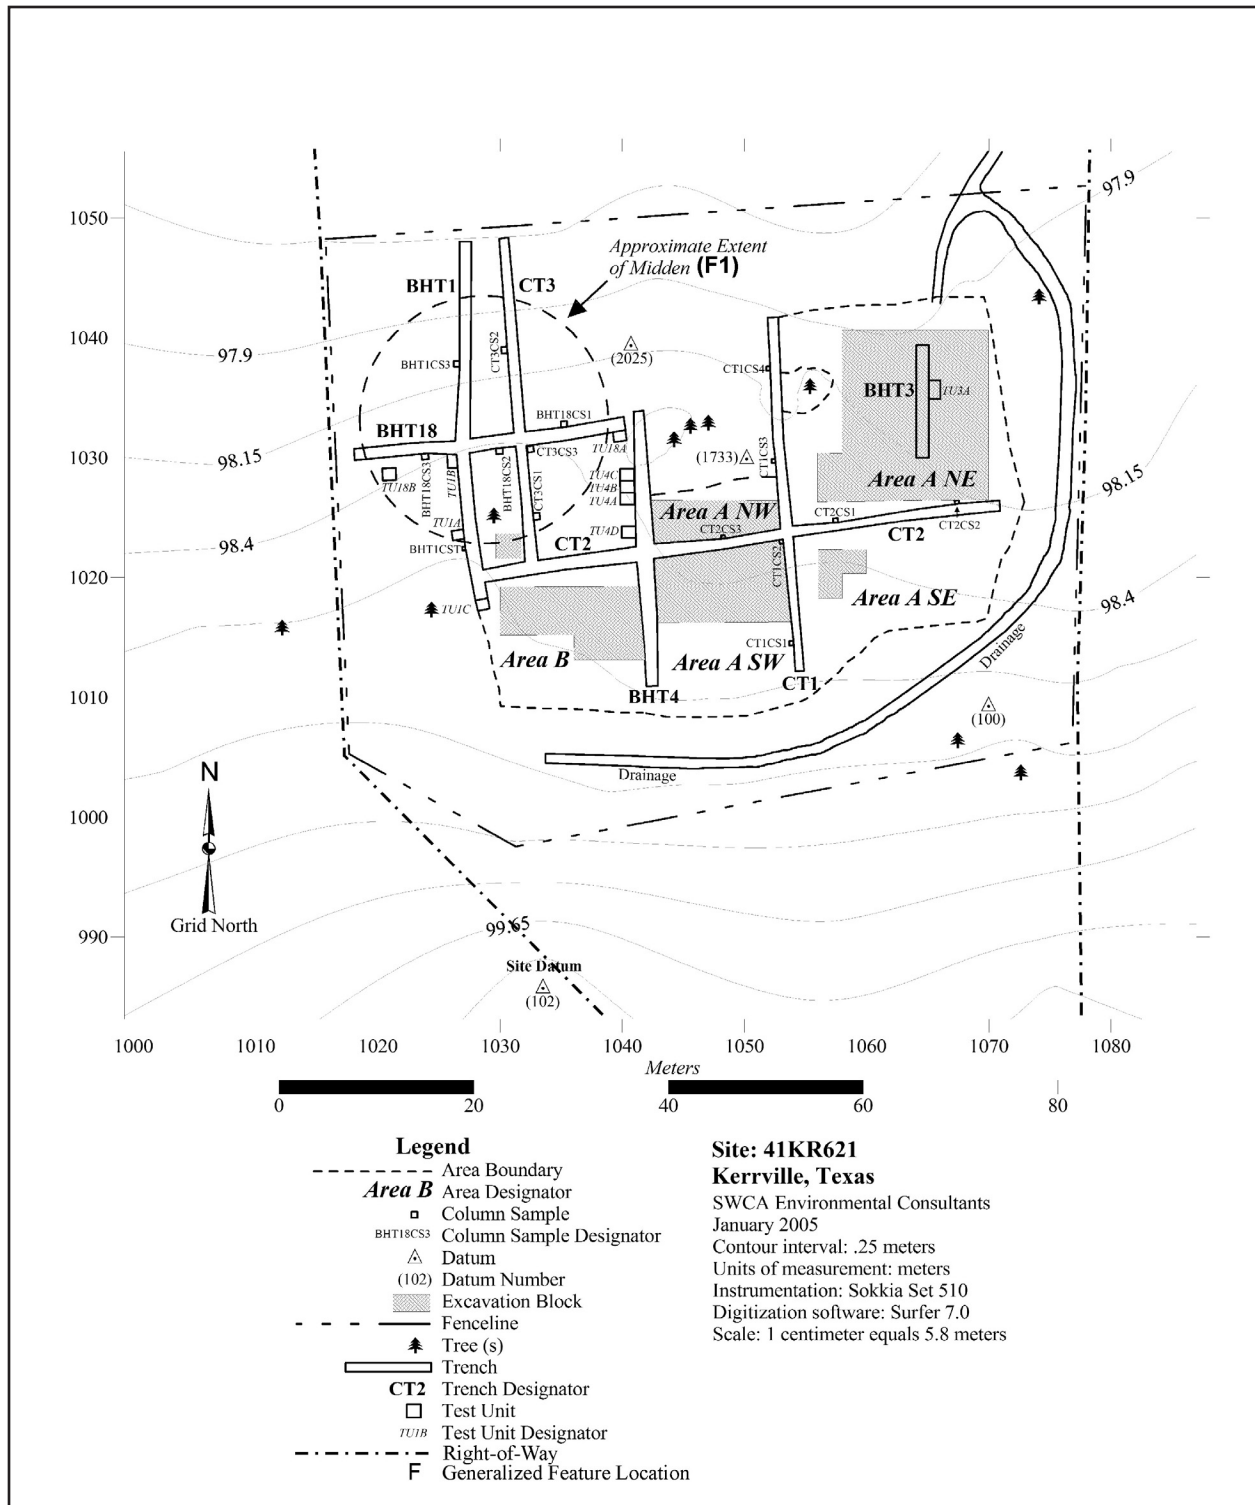 97.9
1050
Approximate Extent
of Midden (F1)
BHT1
CT3
1040
97.9
BHT1CS3
CT3CS2
(2025)
CT1CS4
BHT3
TU3A
BHT18CS1
BHT18
1030
98.15
TU18A
CT3CS3
(1733)
CT1CS3
TU18B
BHT18CS3
TU1B
BHT18CS2
CT3CS1
TU4C
TU4B
TU4A
Area A NE
98.15
TU1A
Area A NW
CT2CS1
CT2CS2
98.4
BHT1CST
TU4D
CT2
CT2CS3
CT1CS2
CT2
1020
TU1C
Area A SE
98.4
Area B
CT1CS1
Area A SW
Drainage
1010
BHT4
CT1
(100)
Drainage
N
1000
Grid North
990
99.65
Site Datum
(102)
1000 1010 1020 1030 1040 1050 1060 1070 1080
Meters
0 20 40 60 80
Legend
Area Boundary
Area B Area Designator
Column Sample
BHT18CS3 Column Sample Designator
Datum
(102) Datum Number
Excavation Block
Fenceline
Tree (s)
Trench
CT2 Trench Designator
Test Unit
TU1B Test Unit Designator
Right-of-Way
F Generalized Feature Location
Site: 41KR621
Kerrville, Texas
SWCA Environmental Consultants
January 2005
Contour interval: .25 meters
Units of measurement: meters
Instrumentation: Sokkia Set 510
Digitization software: Surfer 7.0
Scale: 1 centimeter equals 5.8 meters